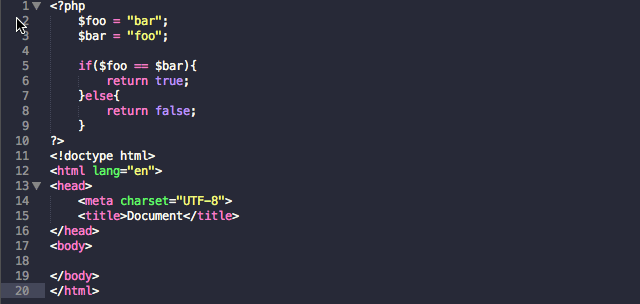 1 <?php
2     $foo = "bar";
3     $bar = "foo";
4
5     if($foo == $bar){
6         return true;
7     }else{
8         return false;
9     }
10 ?>
11 <!doctype html>
12 <html lang="en">
13 <head>
14     <meta charset="UTF-8">
15     <title>Document</title>
16 </head>
17 <body>
18
19 </body>
20 </html>